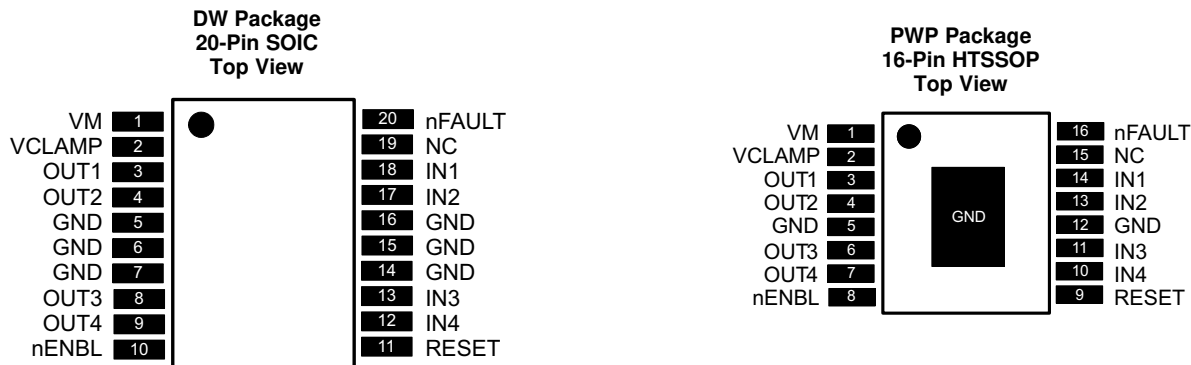 DW Package
20-Pin SOIC
Top View
VM 1
VCLAMP 2
OUT1 3
OUT2 4
GND 5
GND 6
GND 7
OUT3 8
OUT4 9
nENBL 10
20 nFAULT
19 NC
18 IN1
17 IN2
16 GND
15 GND
14 GND
13 IN3
12 IN4
11 RESET
PWP Package
16-Pin HTSSOP
Top View
VM 1
VCLAMP 2
OUT1 3
OUT2 4
GND 5
OUT3 6
OUT4 7
nENBL 8
GND
16 nFAULT
15 NC
14 IN1
13 IN2
12 GND
11 IN3
10 IN4
9 RESET